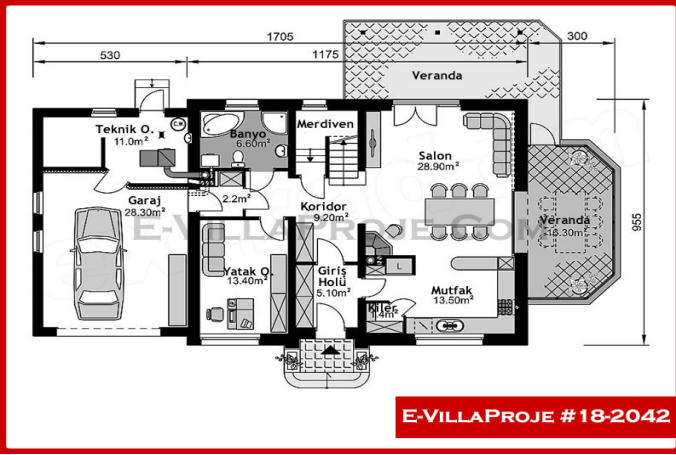 1705
300
530
1175
Veranda
Teknik O.
11.0m²
C.W
Banyo
6.60m²
Merdiven
Salon
28.90m²
2.2m²
Garaj
28.30m²
Koridor
9.20m²
Veranda
955
E-VillaProje.Com
Yatak O.
13.40m²
Giriş
Holü
5.10m²
L
Mutfak
13.50m²
Kiler
E-VillaProje #18-2042